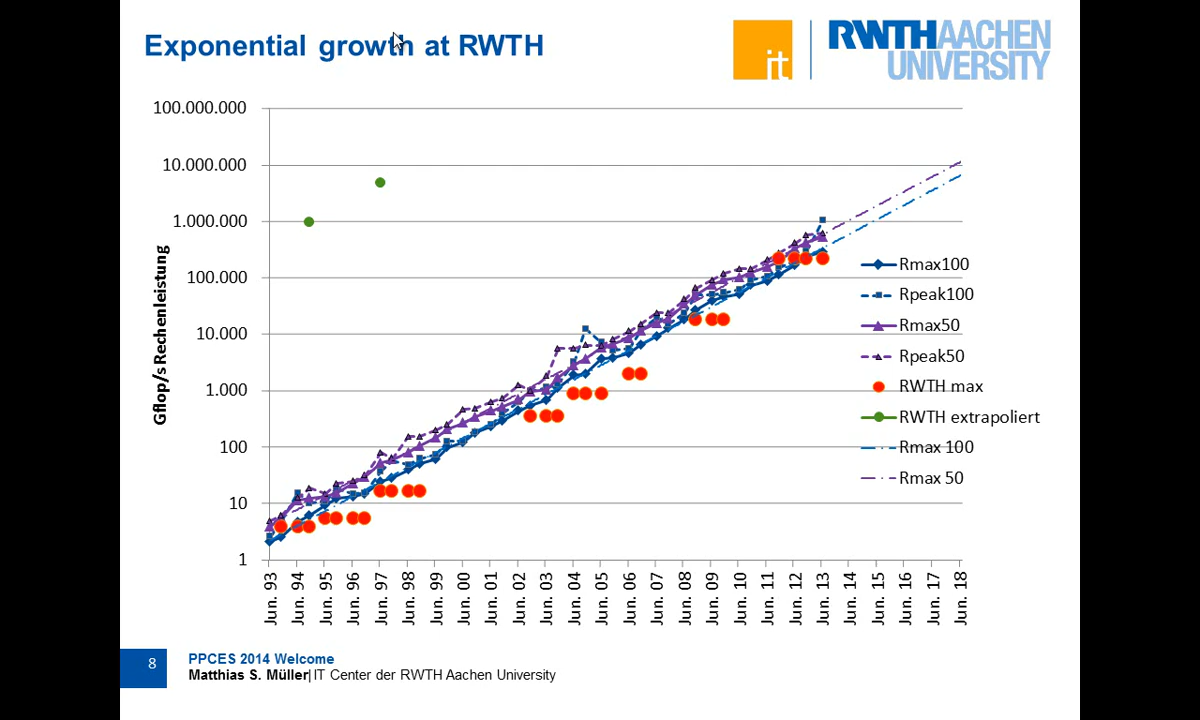 Exponential growth at RWTH
it
RWTHAACHEN
UNIVERSITY
100.000.000
10.000.000
1.000.000
100.000
10.000
1.000
100
10
1
Gflop/s Rechenleistung
Rmax100
Rpeak100
Rmax50
Rpeak50
RWTH max
RWTH extrapoliert
Rmax 100
Rmax 50
Jun. 93
Jun. 94
Jun. 95
Jun. 96
Jun. 97
Jun. 98
Jun. 99
Jun. 00
Jun. 01
Jun. 02
Jun. 03
Jun. 04
Jun. 05
Jun. 06
Jun. 07
Jun. 08
Jun. 09
Jun. 10
Jun. 11
Jun. 12
Jun. 13
Jun. 14
Jun. 15
Jun. 16
Jun. 17
Jun. 18
8
PPCES 2014 Welcome
Matthias S. Müller| IT Center der RWTH Aachen University